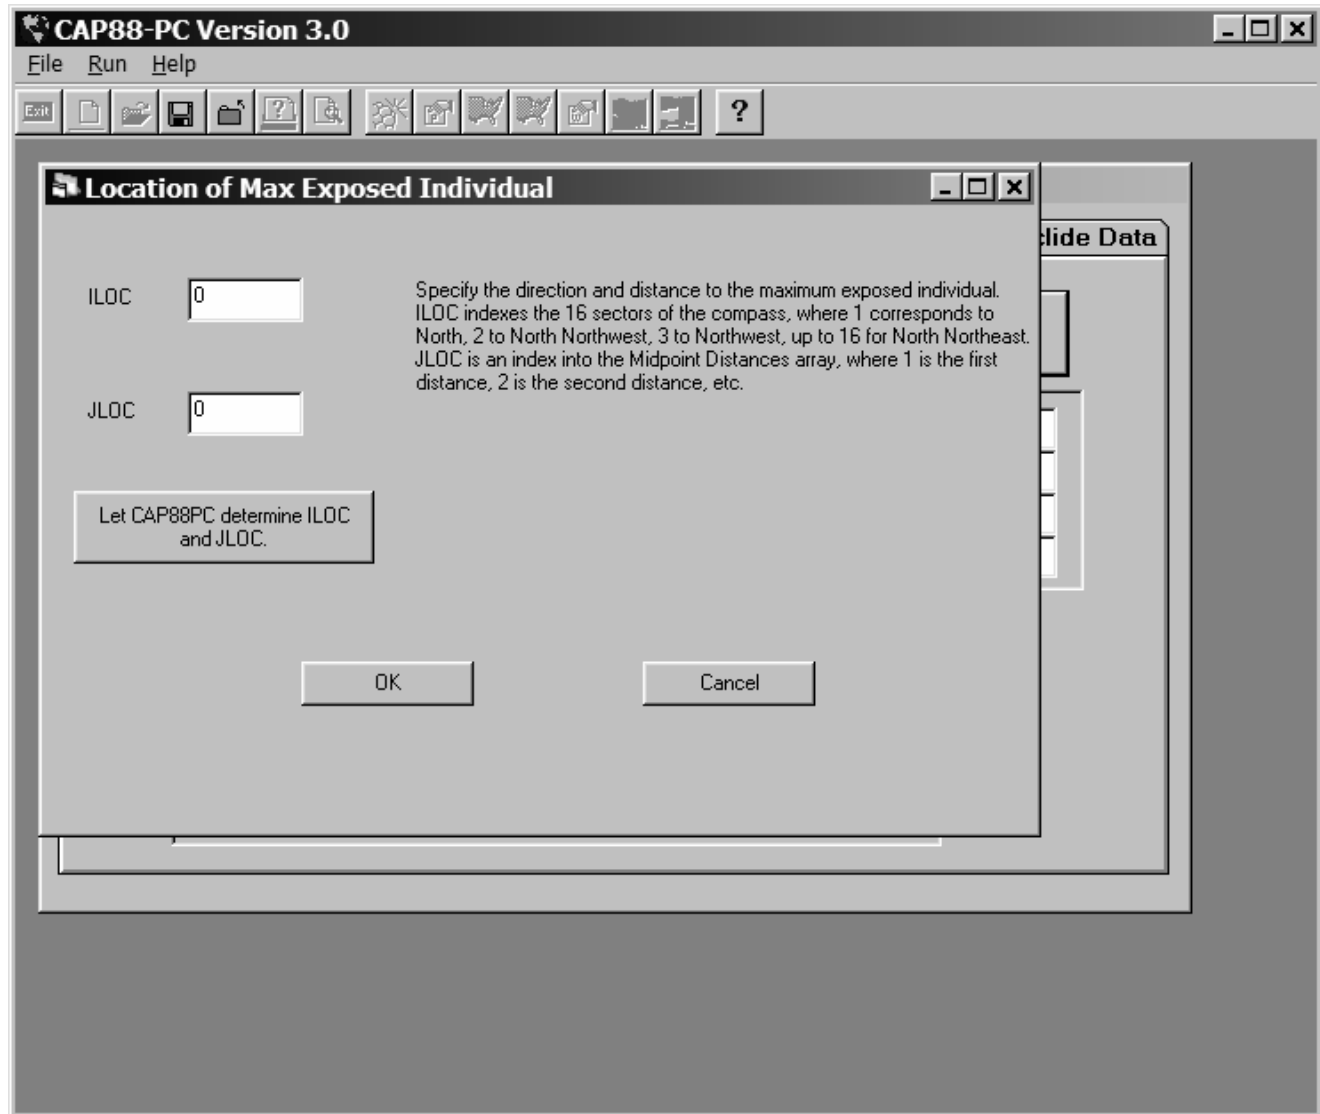 CAP88-PC Version 3.0
File Run Help
Exit
?
Location of Max Exposed Individual
lide Data
ILOC 0
Specify the direction and distance to the maximum exposed individual.
ILOC indexes the 16 sectors of the compass, where 1 corresponds to
North, 2 to North Northwest, 3 to Northwest, up to 16 for North Northeast.
JLOC is an index into the Midpoint Distances array, where 1 is the first
distance, 2 is the second distance, etc.
JLOC 0
Let CAP88PC determine ILOC
and JLOC.
OK Cancel